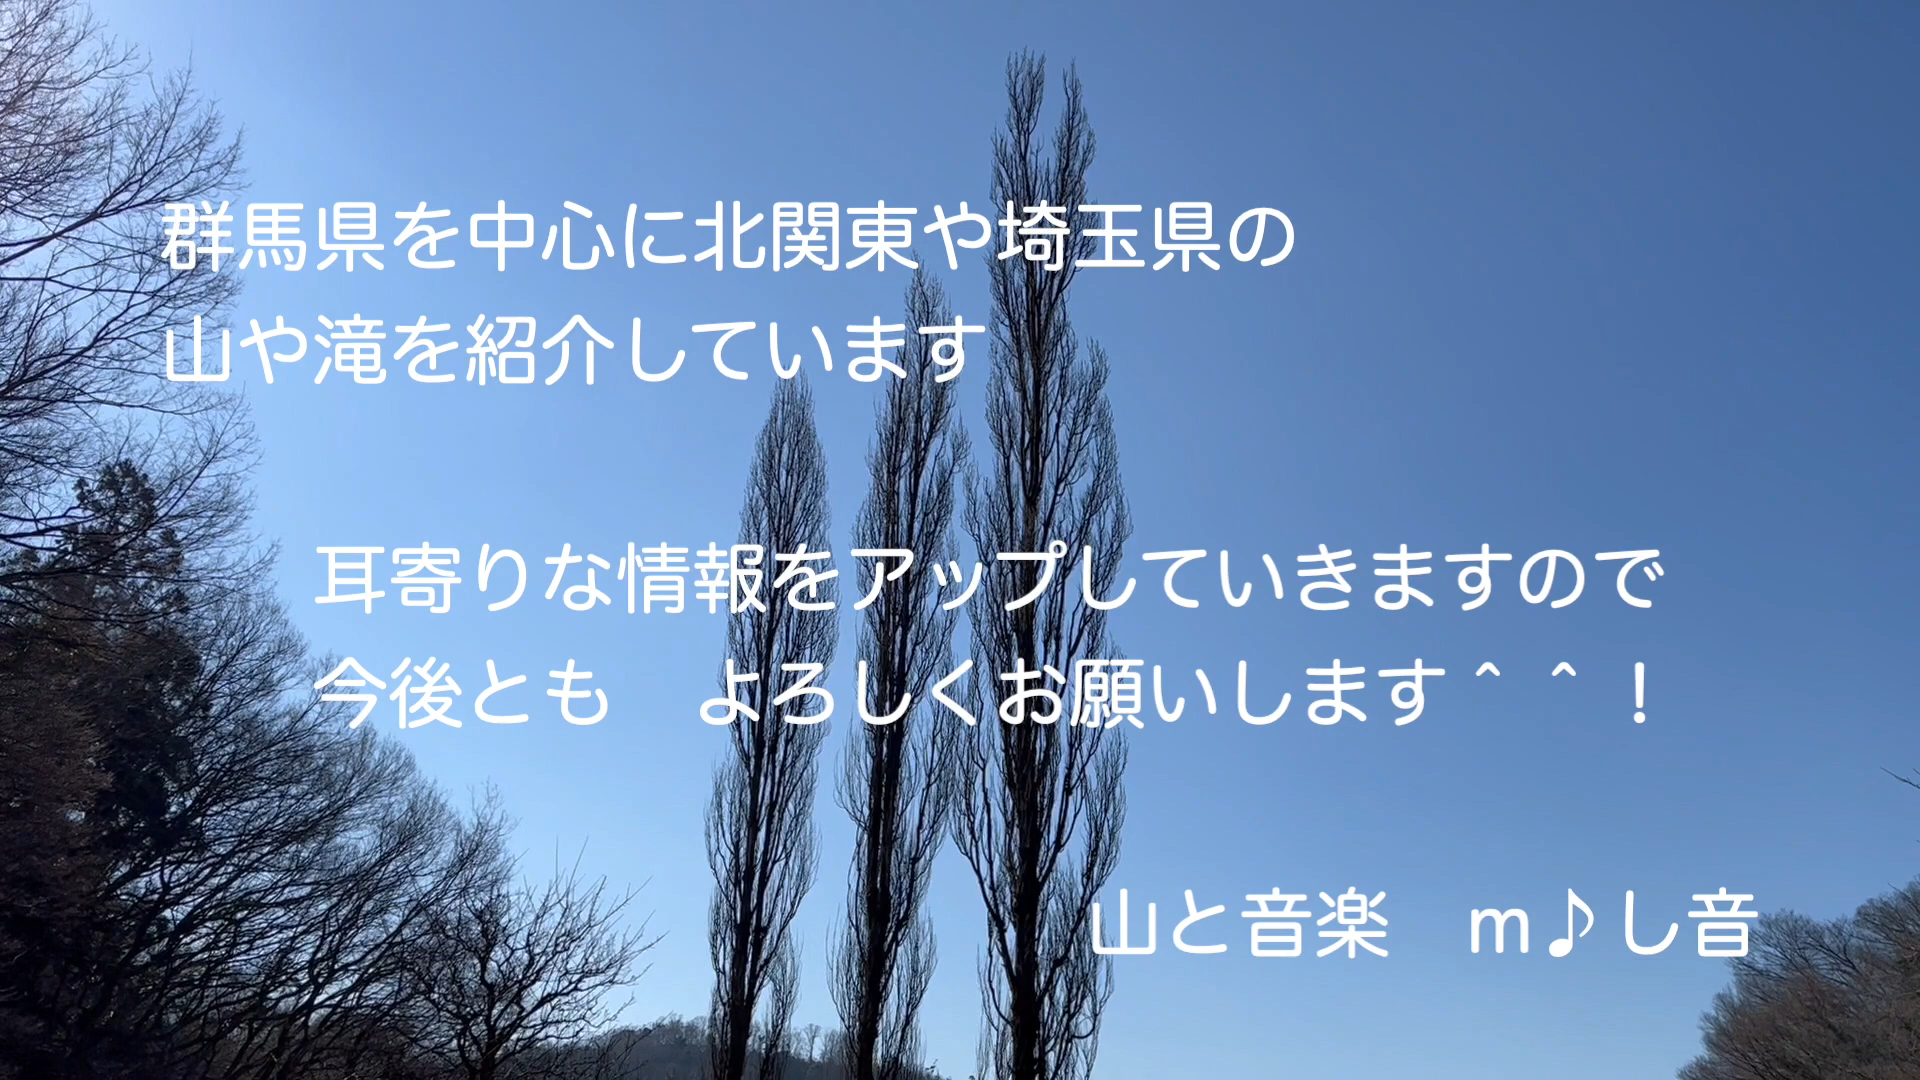 群馬県を中心に北関東や埼玉県の
山や滝を紹介しています
耳寄りな情報をアップしていきますので
今後とも　よろしくお願いします＾＾！
山と音楽　m♪し音